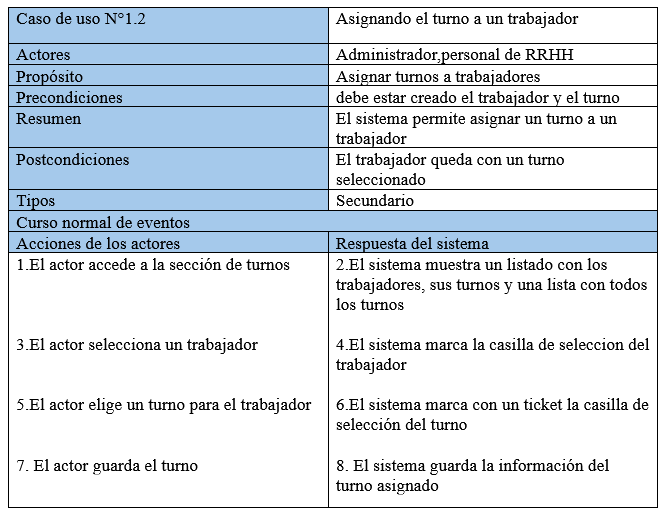 Caso de uso N°1.2
Asignando el turno a un trabajador
Actores
Administrador,personal de RRHH
Propósito
Asignar turnos a trabajadores
Precondiciones
debe estar creado el trabajador y el turno
Resumen
El sistema permite asignar un turno a un
trabajador
Postcondiciones
El trabajador queda con un turno
seleccionado
Tipos
Secundario
Curso normal de eventos
Acciones de los actores
Respuesta del sistema
1.El actor accede a la sección de turnos
2.El sistema muestra un listado con los
trabajadores, sus turnos y una lista con todos
los turnos
3.El actor selecciona un trabajador
4.El sistema marca la casilla de seleccion del
trabajador
5.El actor elige un turno para el trabajador
6.El sistema marca con un ticket la casilla de
selección del turno
7. El actor guarda el turno
8. El sistema guarda la información del
turno asignado